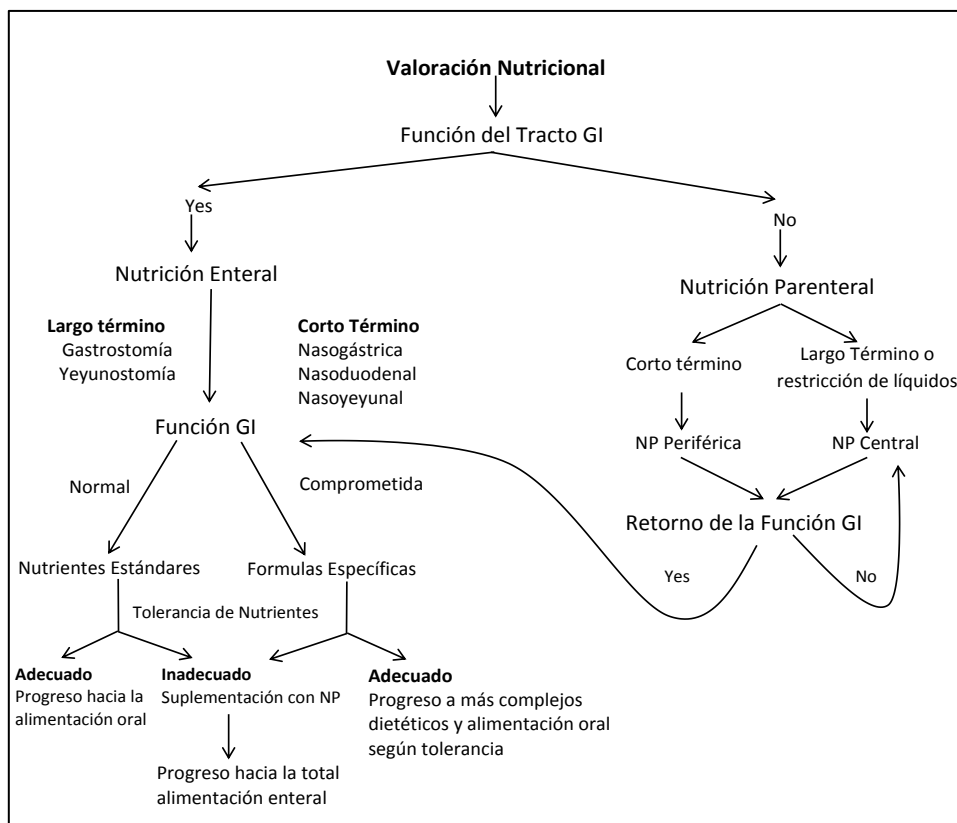 Valoración Nutricional
Función del Tracto GI
Yes
No
Nutrición Enteral
Nutrición Parenteral
Largo término
Gastrostomía
Yeyunostomía
Corto Término
Nasogástrica
Nasoduodenal
Nasoyeyunal
Corto término
Largo Término o
restricción de líquidos
Función GI
NP Periférica
NP Central
Normal
Comprometida
Retorno de la Función GI
Nutrientes Estándares
Formulas Específicas
Yes
No
Tolerancia de Nutrientes
Adecuado
Progreso hacia la
alimentación oral
Inadecuado
Suplementación con NP
Adecuado
Progreso a más complejos
dietéticos y alimentación oral
según tolerancia
Progreso hacia la total
alimentación enteral